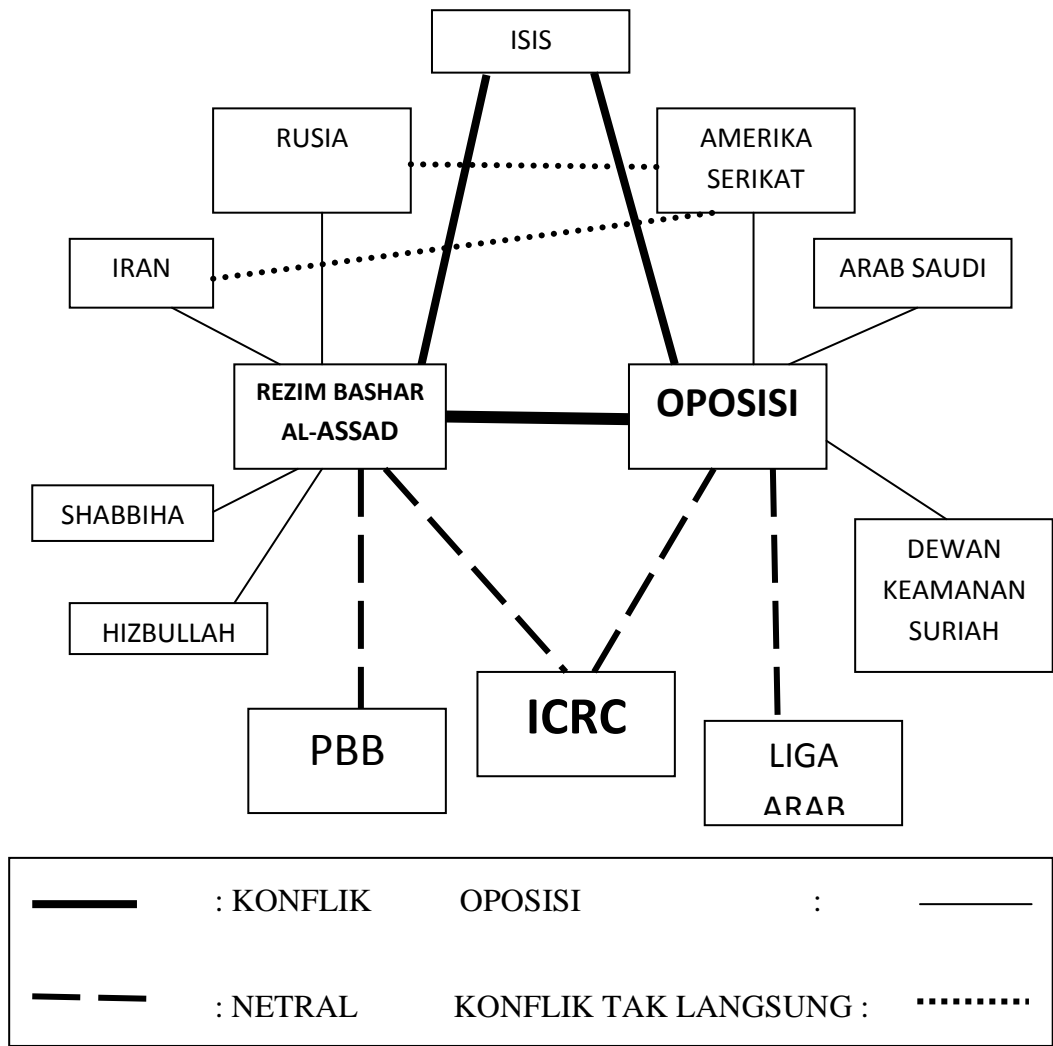 ISIS
RUSIA
AMERIKA
SERIKAT
IRAN
ARAB SAUDI
REZIM BASHAR
AL-ASSAD
OPOSISI
SHABBIHA
DEWAN
KEAMANAN
SURIAH
HIZBULLAH
ICRC
PBB
LIGA
ARAB
: KONFLIK OPOSISI :
: NETRAL KONFLIK TAK LANGSUNG :